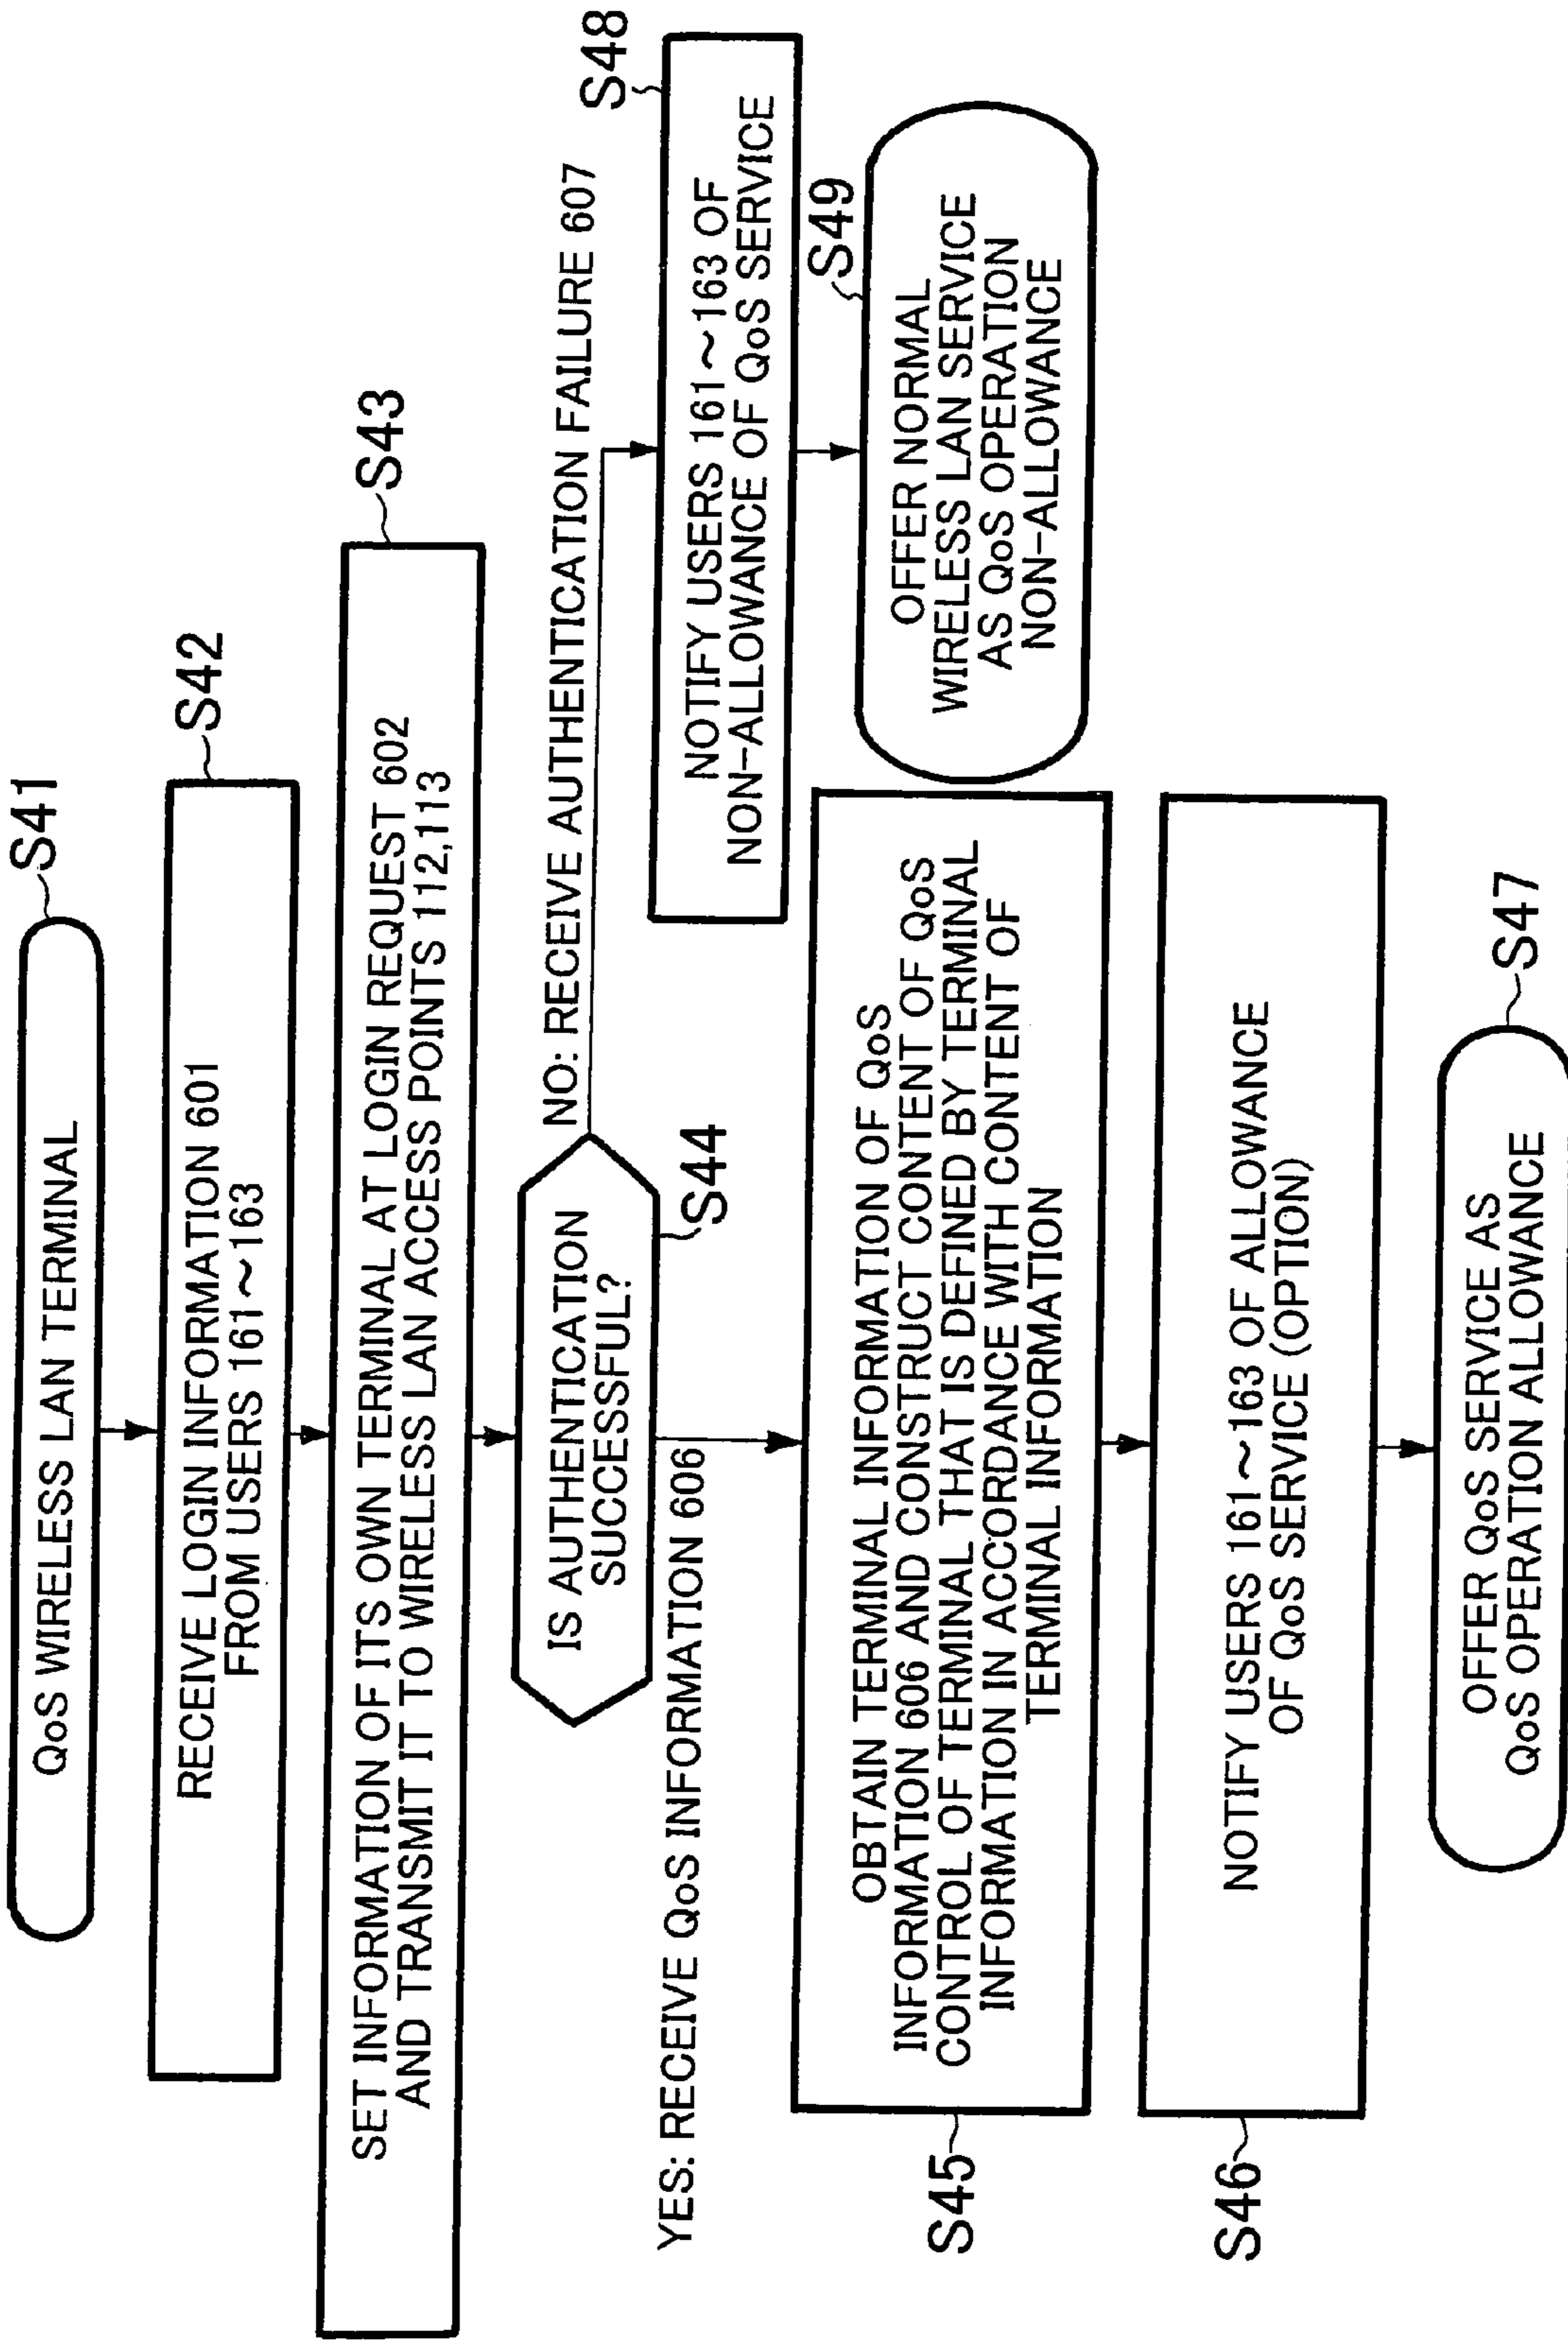 QoS WIRELESS LAN TERMINAL
S41
RECEIVE LOGIN INFORMATION 601
FROM USERS 161~163
S42
SET INFORMATION OF ITS OWN TERMINAL AT LOGIN REQUEST 602
AND TRANSMIT IT TO WIRELESS LAN ACCESS POINTS 112,113
S43
IS AUTHENTICATION
SUCCESSFUL?
S44
NO: RECEIVE AUTHENTICATION FAILURE 607
YES: RECEIVE QoS INFORMATION 606
NOTIFY USERS 161~163 OF
NON-ALLOWANCE OF QoS SERVICE
S48
OFFER NORMAL
WIRELESS LAN SERVICE
AS QoS OPERATION
NON-ALLOWANCE
S49
OBTAIN TERMINAL INFORMATION OF QoS
INFORMATION 606 AND CONSTRUCT CONTENT OF QoS
CONTROL OF TERMINAL THAT IS DEFINED BY TERMINAL
INFORMATION IN ACCORDANCE WITH CONTENT OF
TERMINAL INFORMATION
S45
NOTIFY USERS 161~163 OF ALLOWANCE
OF QoS SERVICE (OPTION)
S46
OFFER QoS SERVICE AS
QoS OPERATION ALLOWANCE
S47